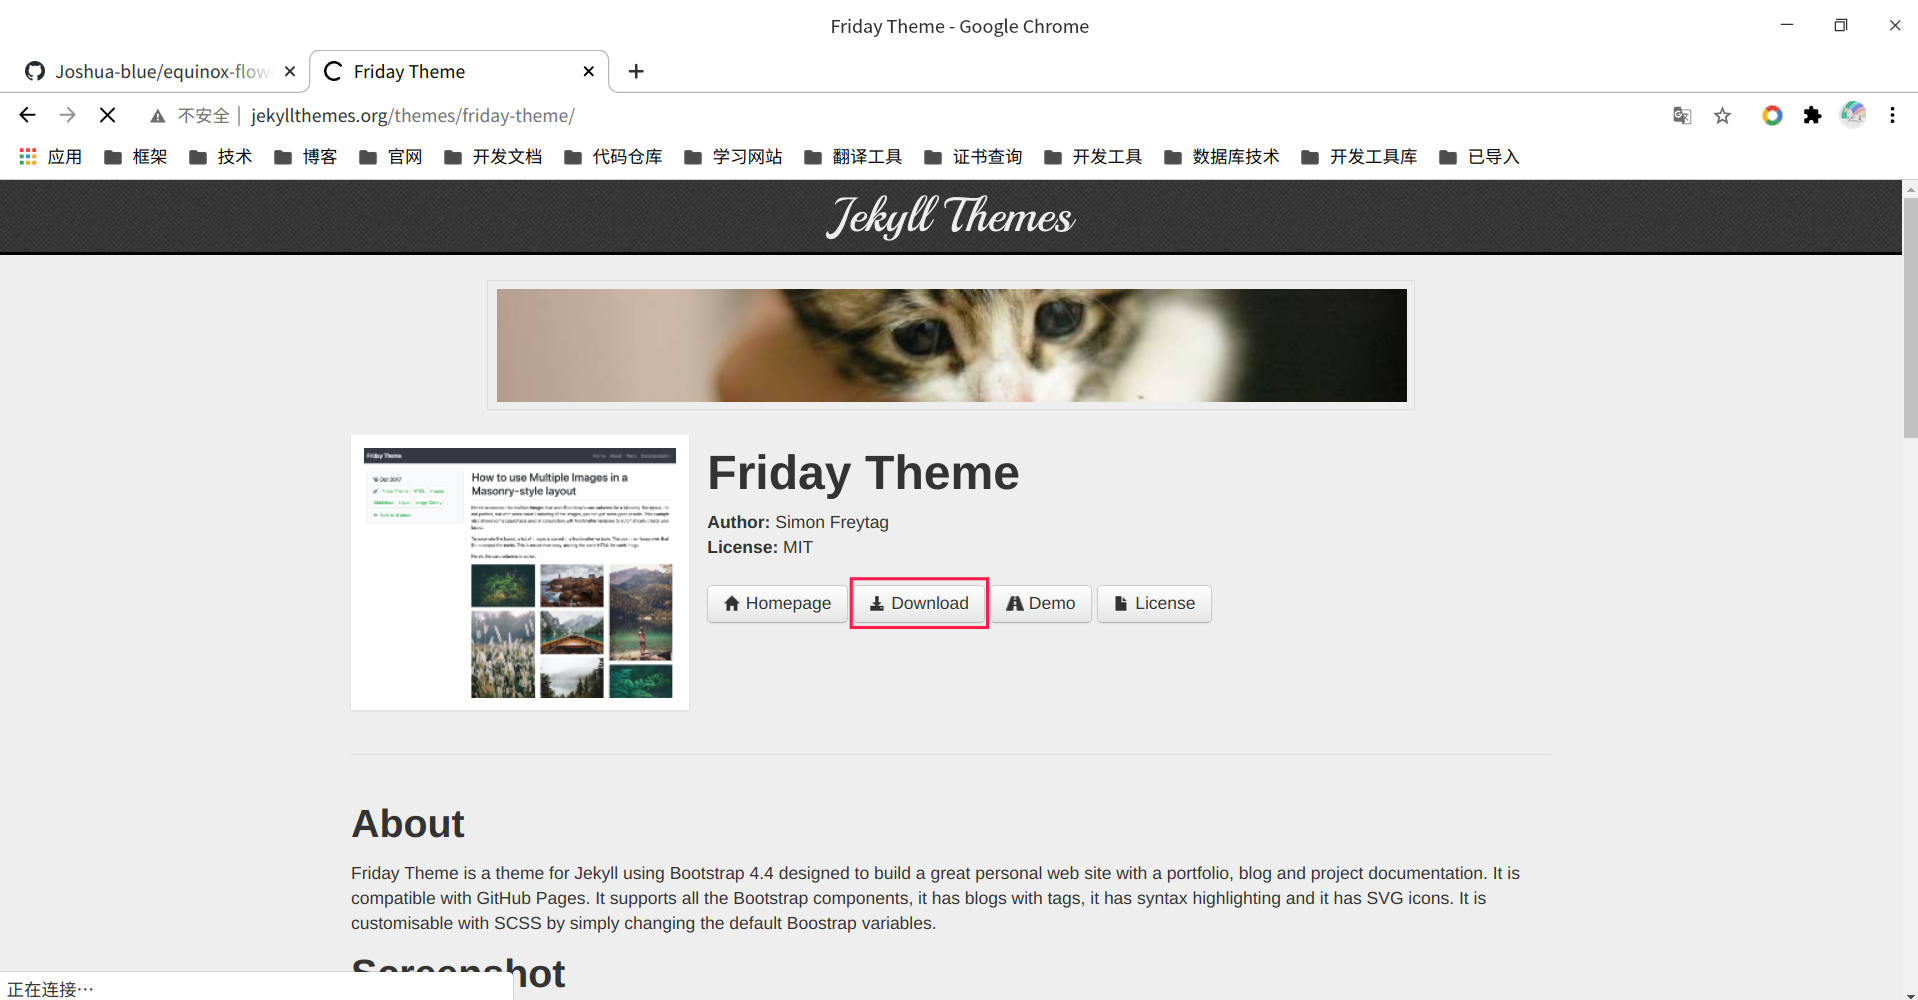 Friday Theme - Google Chrome
Joshua-blue/equinox-flow
Friday Theme
不安全 | jekyllthemes.org/themes/friday-theme/
应用 框架 技术 博客 官网 开发文档 代码仓库 学习网站 翻译工具 证书查询 开发工具 数据库技术 开发工具库 已导入
Jekyll Themes
Friday Theme
Home About Posts Documentation
19 Oct 2017
How to use Multiple Images in a
Masonry-style layout
Friday Theme
Author: Simon Freytag
License: MIT
Homepage Download Demo License
About
Friday Theme is a theme for Jekyll using Bootstrap 4.4 designed to build a great personal web site with a portfolio, blog and project documentation. It is
compatible with GitHub Pages. It supports all the Bootstrap components, it has blogs with tags, it has syntax highlighting and it has SVG icons. It is
customisable with SCSS by simply changing the default Boostrap variables.
Screenshot
正在连接…